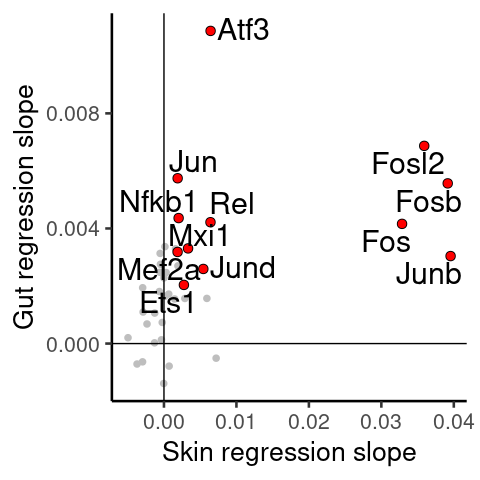 Atf3
0.008
Jun
Fosl2
Nfkb1
Rel
Fosb
0.004
Mxi1
Fos
Mef2a
Jund
Junb
Ets1
0.000
0.00
0.01
0.02
0.03
0.04
Skin regression slope
Gut regression slope